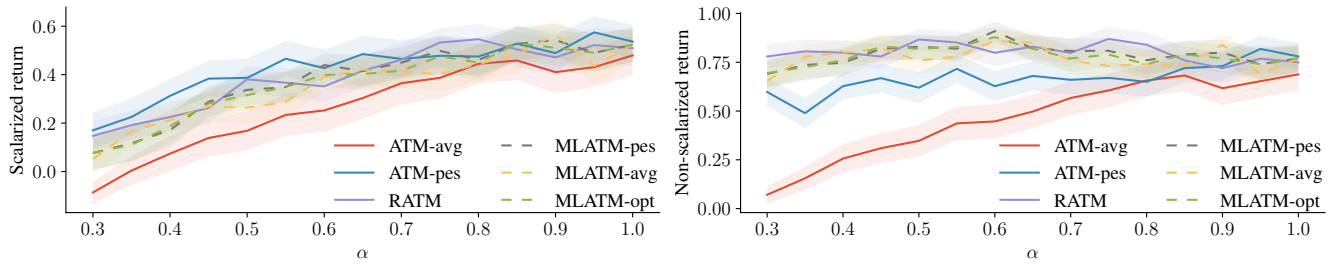 Scalarized return
0.6
0.4
0.2
0.0
ATM-avg
ATM-pes
RATM
MLATM-pes
MLATM-avg
MLATM-opt
0.3 0.4 0.5 0.6 0.7 0.8 0.9 1.0
α
Non-scalarized return
1.00
0.75
0.50
0.25
0.00
ATM-avg
ATM-pes
RATM
MLATM-pes
MLATM-avg
MLATM-opt
0.3 0.4 0.5 0.6 0.7 0.8 0.9 1.0
α